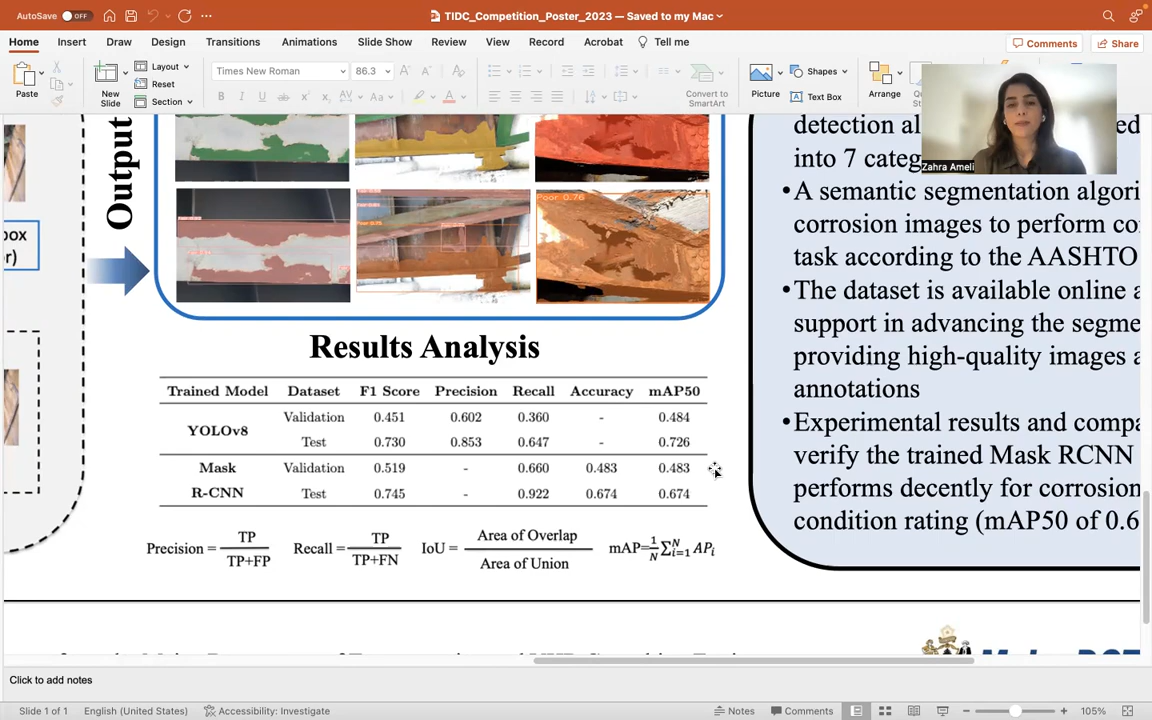 AutoSave OFF
TIDC_Competition_Poster_2023 — Saved to my Mac
Home Insert Draw Design Transitions Animations Slide Show Review View Record Acrobat Tell me Comments Share
Paste
New Slide
Layout
Reset
Section
Times New Roman 86.3
Convert to SmartArt
Picture
Shapes
Text Box
Arrange
Zahra Ameli
Output
box
r)
Poor 0.76
detection al
into 7 categ
•A semantic segmentation algori
corrosion images to perform co
task according to the AASHTO
•The dataset is available online a
support in advancing the segme
providing high-quality images a
annotations
•Experimental results and compa
verify the trained Mask RCNN
performs decently for corrosion
condition rating (mAP50 of 0.6
Results Analysis
Trained Model Dataset F1 Score Precision Recall Accuracy mAP50
YOLOv8 Validation 0.451 0.602 0.360 - 0.484
Test 0.730 0.853 0.647 - 0.726
Mask Validation 0.519 - 0.660 0.483 0.483
R-CNN Test 0.745 - 0.922 0.674 0.674
Precision = TP / TP+FP Recall = TP / TP+FN IoU = Area of Overlap / Area of Union mAP=1/N ∑ᵢ₌₁ᴺ APᵢ
Click to add notes
Slide 1 of 1 English (United States) Accessibility: Investigate Notes Comments 105%